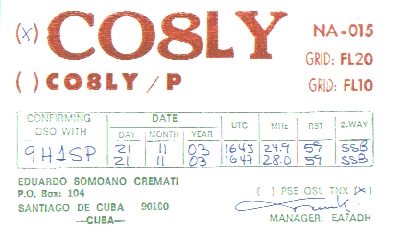 (x) CO8LY NA-015
GRID: FL20
( ) CO8LY / P GRID: FL10
CONFIRMING QSO WITH DATE UTC MHz RST 2-WAY
DAY MONTH YEAR
9H1SP 21 11 03 1643 24.9 59 SSB
21 11 03 1647 28.0 59 SSB
EDUARDO SOMOANO CREMATI
P.O. Box: 104 ( ) PSE QSL TNX (x)
SANTIAGO DE CUBA 90100
—CUBA— MANAGER: EA7ADH